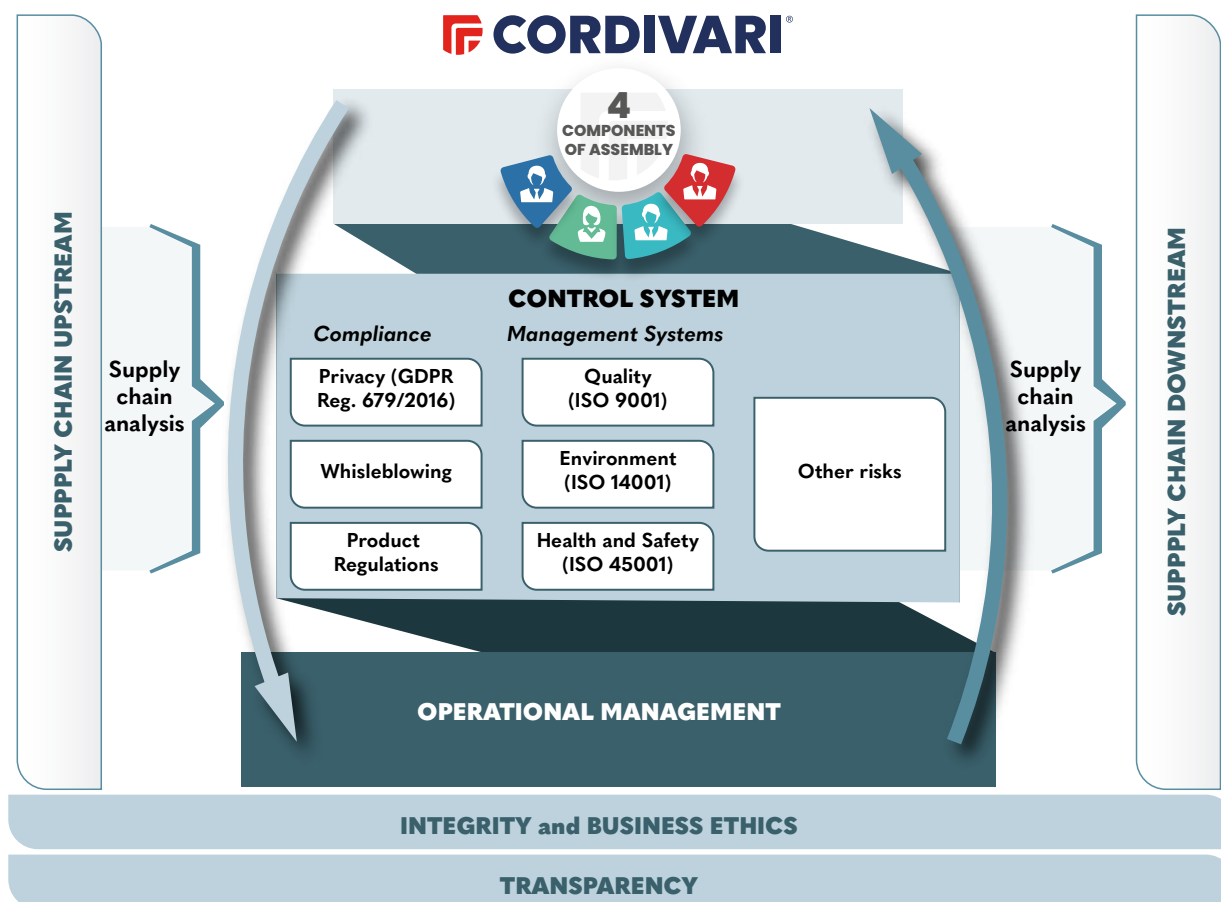 CORDIVARI®
4
COMPONENTS
OF ASSEMBLY
SUPPPLY CHAIN UPSTREAM
Supply
chain
analysis
CONTROL SYSTEM
Compliance
Management Systems
Privacy (GDPR
Reg. 679/2016)
Quality
(ISO 9001)
Whisleblowing
Environment
(ISO 14001)
Other risks
Product
Regulations
Health and Safety
(ISO 45001)
Supply
chain
analysis
SUPPPLY CHAIN DOWNSTREAM
OPERATIONAL MANAGEMENT
INTEGRITY and BUSINESS ETHICS
TRANSPARENCY